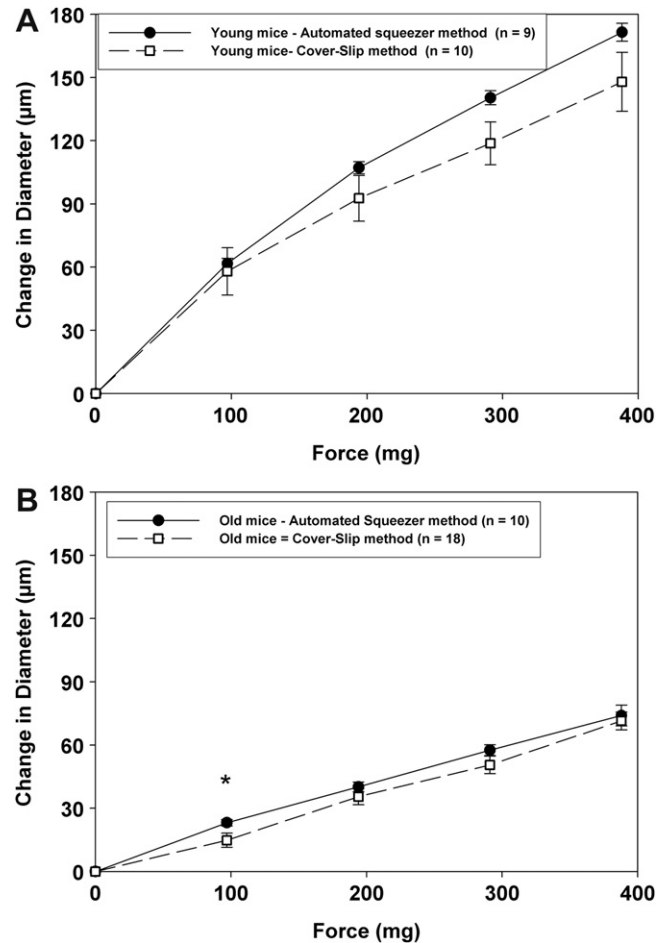 A
180
Young mice - Automated squeezer method (n = 9)
Young mice- Cover-Slip method (n = 10)
150
120
90
60
30
0
Change in Diameter (µm)
0 100 200 300 400
Force (mg)
B
180
Old mice - Automated Squeezer method (n = 10)
Old mice = Cover-Slip method (n = 18)
150
120
90
60
*
30
0
Change in Diameter (µm)
0 100 200 300 400
Force (mg)